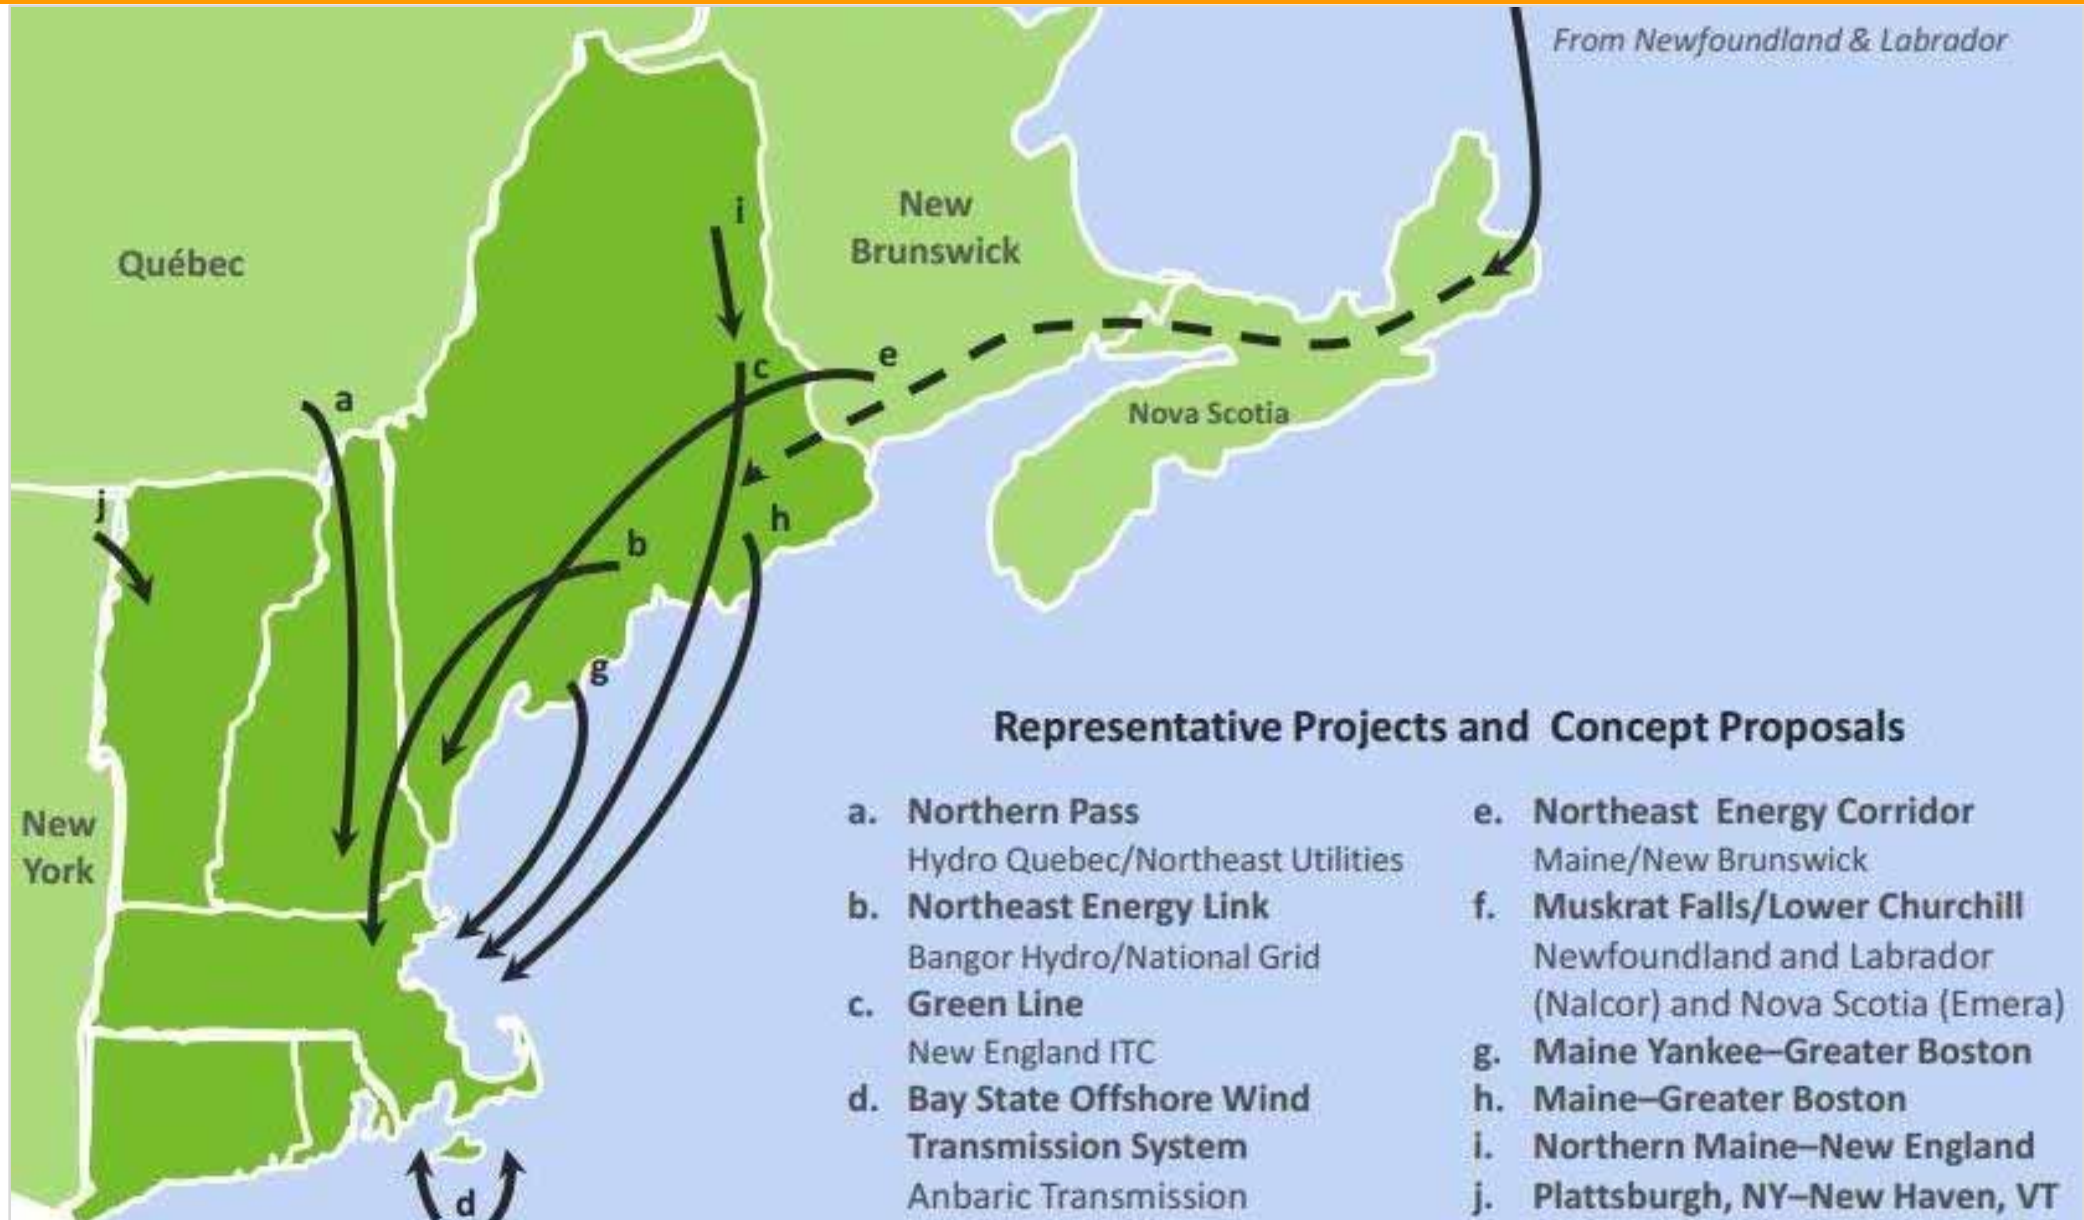 From Newfoundland & Labrador
i
New
Brunswick
Québec
e
c
a
Nova Scotia
j
h
b
g
New
York
d
Representative Projects and Concept Proposals
a. Northern Pass
Hydro Quebec/Northeast Utilities
b. Northeast Energy Link
Bangor Hydro/National Grid
c. Green Line
New England ITC
d. Bay State Offshore Wind
Transmission System
Anbaric Transmission
e. Northeast Energy Corridor
Maine/New Brunswick
f. Muskrat Falls/Lower Churchill
Newfoundland and Labrador
(Nalcor) and Nova Scotia (Emera)
g. Maine Yankee–Greater Boston
h. Maine–Greater Boston
i. Northern Maine–New England
j. Plattsburgh, NY–New Haven, VT